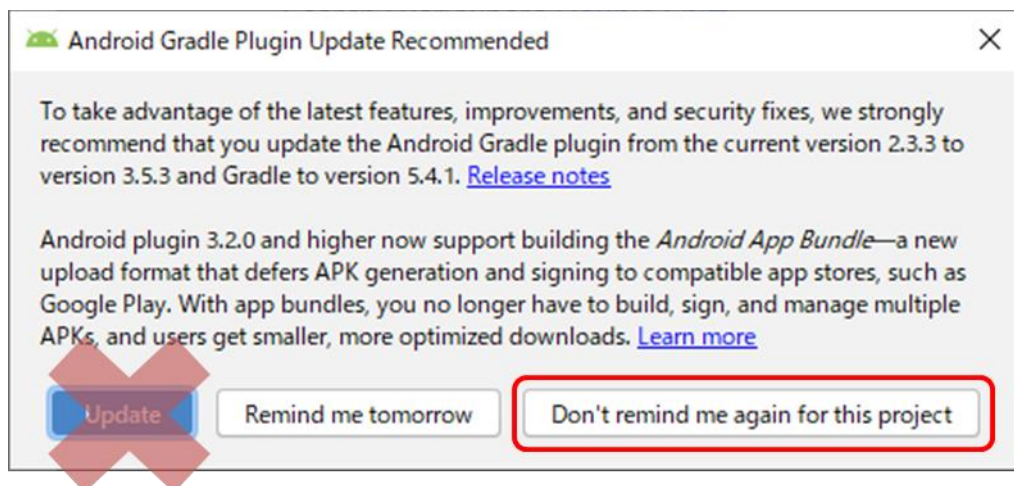 Android Gradle Plugin Update Recommended
To take advantage of the latest features, improvements, and security fixes, we strongly
recommend that you update the Android Gradle plugin from the current version 2.3.3 to
version 3.5.3 and Gradle to version 5.4.1. Release notes
Android plugin 3.2.0 and higher now support building the Android App Bundle—a new
upload format that defers APK generation and signing to compatible app stores, such as
Google Play. With app bundles, you no longer have to build, sign, and manage multiple
APKs, and users get smaller, more optimized downloads. Learn more
Update Remind me tomorrow Don't remind me again for this project